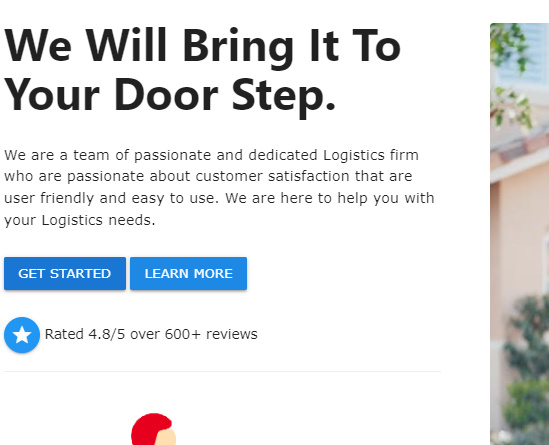 We Will Bring It To
Your Door Step.
We are a team of passionate and dedicated Logistics firm
who are passionate about customer satisfaction that are
user friendly and easy to use. We are here to help you with
your Logistics needs.
GET STARTED LEARN MORE
Rated 4.8/5 over 600+ reviews